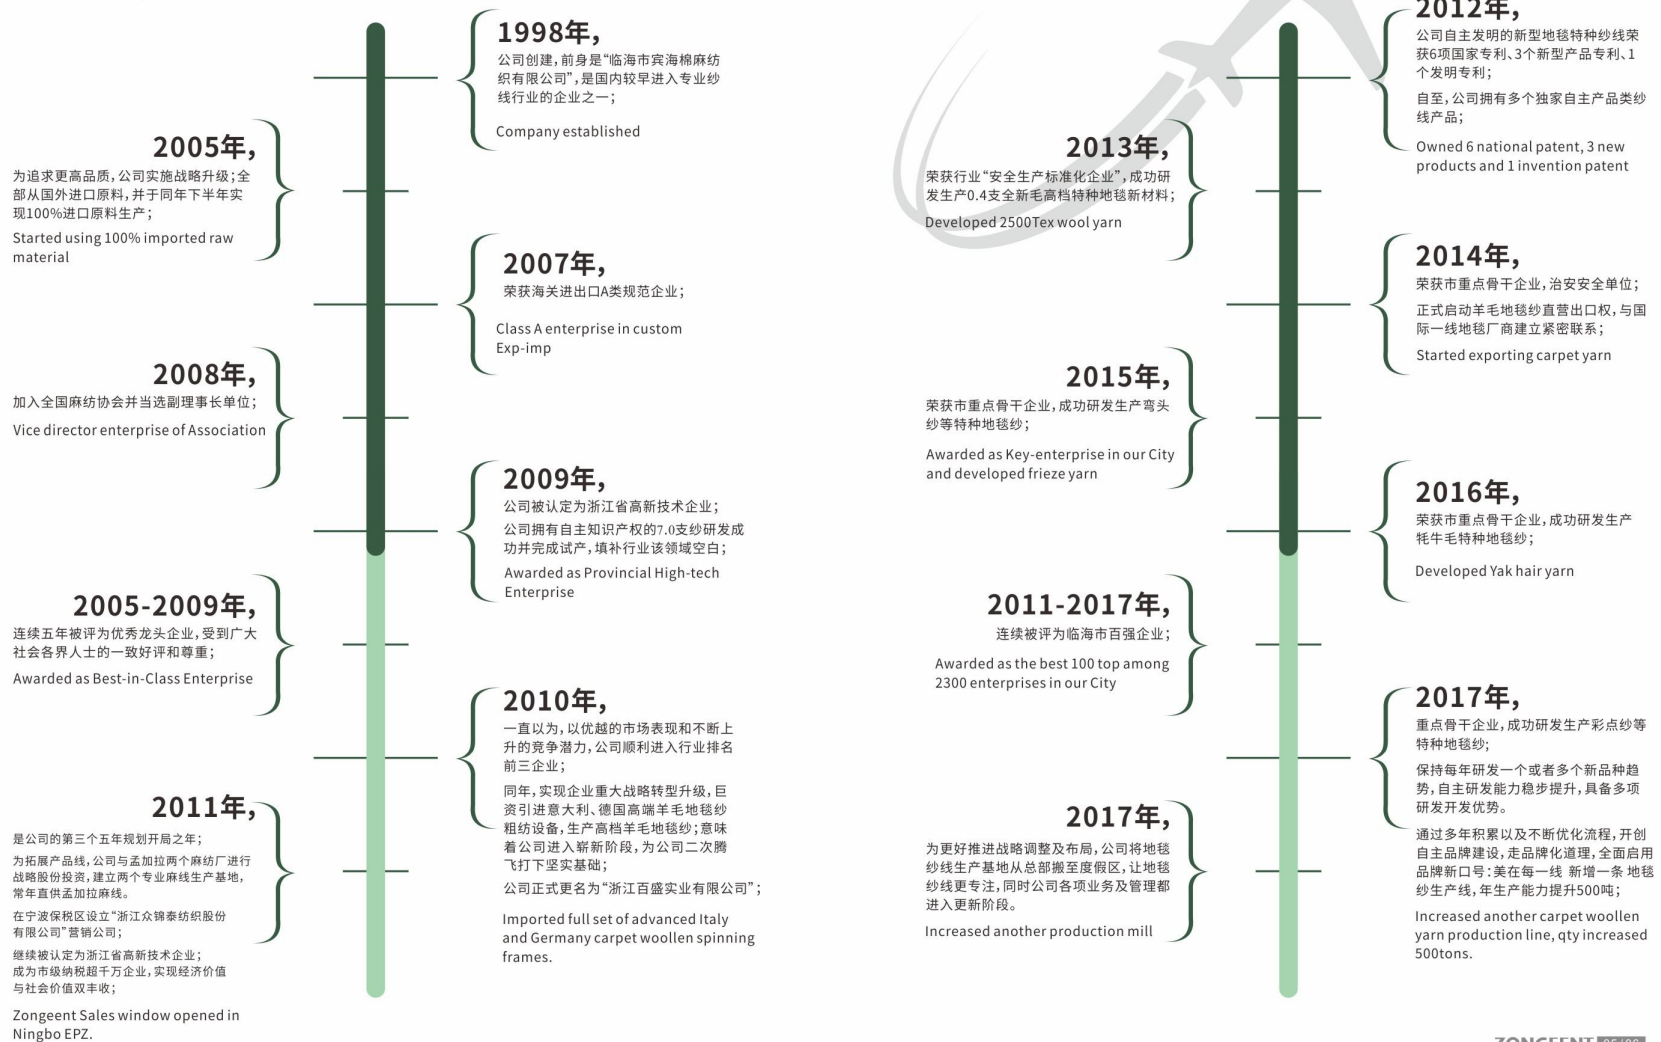 1998年，
公司创建，前身是“临海市宾海棉麻纺
织有限公司”，是国内较早进入专业纱
线行业的企业之一；
Company established
2005年，
为追求更高品质，公司实施战略升级；全
部从国外进口原料，并于同年下半年实
现100%进口原料生产；
Started using 100% imported raw
material
2007年，
荣获海关进出口A类规范企业；
Class A enterprise in custom
Exp-imp
2008年，
加入全国麻纺协会并当选副理事长单位；
Vice director enterprise of Association
2009年，
公司被认定为浙江省高新技术企业；
公司拥有自主知识产权的7.0支纱研发成
功并完成试产，填补行业该领域空白；
Awarded as Provincial High-tech
Enterprise
2005-2009年，
连续五年被评为优秀龙头企业，受到广大
社会各界人士的一致好评和尊重；
Awarded as Best-in-Class Enterprise
2010年，
一直以为，以优越的市场表现和不断上
升的竞争潜力，公司顺利进入行业排名
前三企业；
同年，实现企业重大战略转型升级，巨
资引进意大利、德国高端羊毛地毯纱
粗纺设备，生产高档羊毛地毯纱；意味
着公司进入崭新阶段，为公司二次腾
飞打下坚实基础；
公司正式更名为“浙江百盛实业有限公司”；
Imported full set of advanced Italy
and Germany carpet woollen spinning
frames.
2011年，
是公司的第三个五年规划开局之年；
为拓展产品线，公司与孟加拉两个麻纺厂进行
战略股份投资，建立两个专业麻线生产基地，
常年直供孟加拉麻线。
在宁波保税区设立“浙江众锦泰纺织股份
有限公司”营销公司；
继续被认定为浙江省高新技术企业；
成为市级纳税超千万企业，实现经济价值
与社会价值双丰收；
Zongeent Sales window opened in
Ningbo EPZ.
2012年，
公司自主发明的新型地毯特种纱线荣
获6项国家专利、3个新型产品专利、1
个发明专利；
自至，公司拥有多个独家自主产品类纱
线产品；
Owned 6 national patent, 3 new
products and 1 invention patent
2013年，
荣获行业“安全生产标准化企业”，成功研
发生产0.4支全新毛高档特种地毯新材料；
Developed 2500Tex wool yarn
2014年，
荣获市重点骨干企业，治安安全单位；
正式启动羊毛地毯纱直营出口权，与国
际一线地毯厂商建立紧密联系；
Started exporting carpet yarn
2015年，
荣获市重点骨干企业，成功研发生产弯头
纱等特种地毯纱；
Awarded as Key-enterprise in our City
and developed frieze yarn
2016年，
荣获市重点骨干企业，成功研发生产
牦牛毛特种地毯纱；
Developed Yak hair yarn
2011-2017年，
连续被评为临海市百强企业；
Awarded as the best 100 top among
2300 enterprises in our City
2017年，
重点骨干企业，成功研发生产彩点纱等
特种地毯纱；
保持每年研发一个或者多个新品种趋
势，自主研发能力稳步提升，具备多项
研发开发优势。
通过多年积累以及不断优化流程，开创
自主品牌建设，走品牌化道理，全面启用
品牌新口号：美在每一线 新增一条 地毯
纱生产线，年生产能力提升500吨；
Increased another carpet woollen
yarn production line, qty increased
500tons.
2017年，
为更好推进战略调整及布局，公司将地毯
纱线生产基地从总部搬至度假区，让地毯
纱线更专注，同时公司各项业务及管理都
进入更新阶段。
Increased another production mill
ZONGEENT